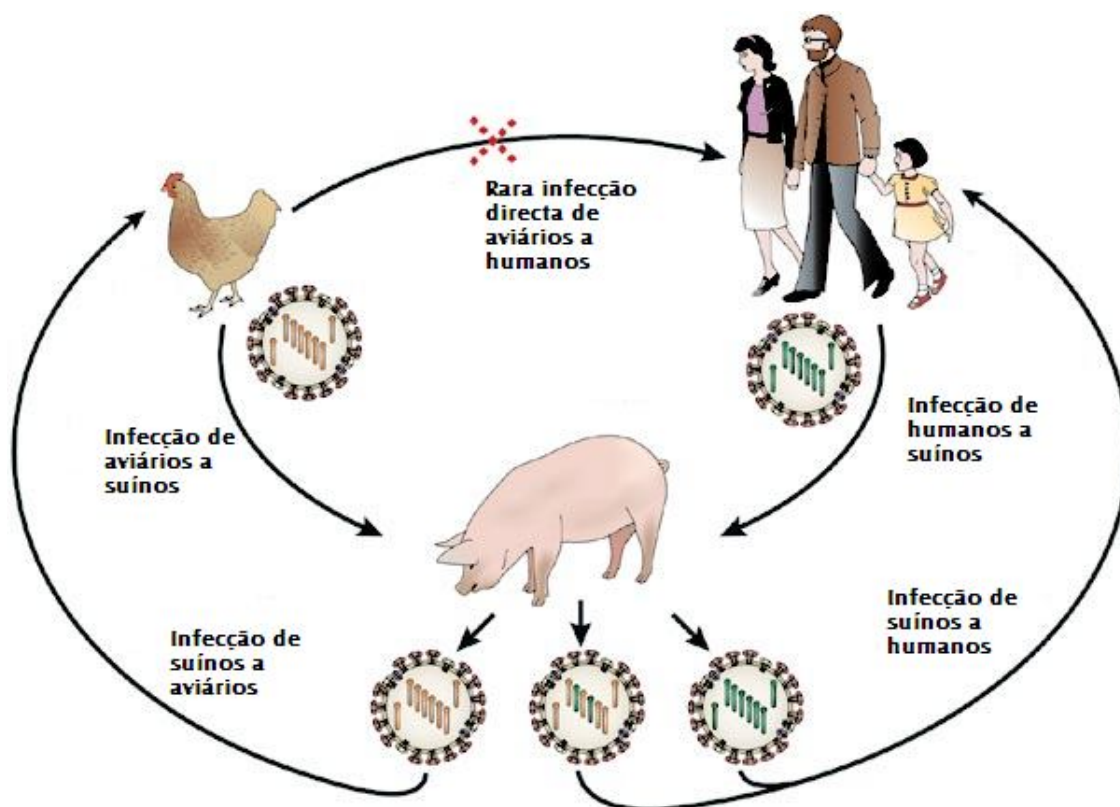 Rara infecção
directa de
aviários a
humanos
Infecção de
aviários a
suínos
Infecção de
humanos a
suínos
Infecção de
suínos a
aviários
Infecção de
suínos a
humanos